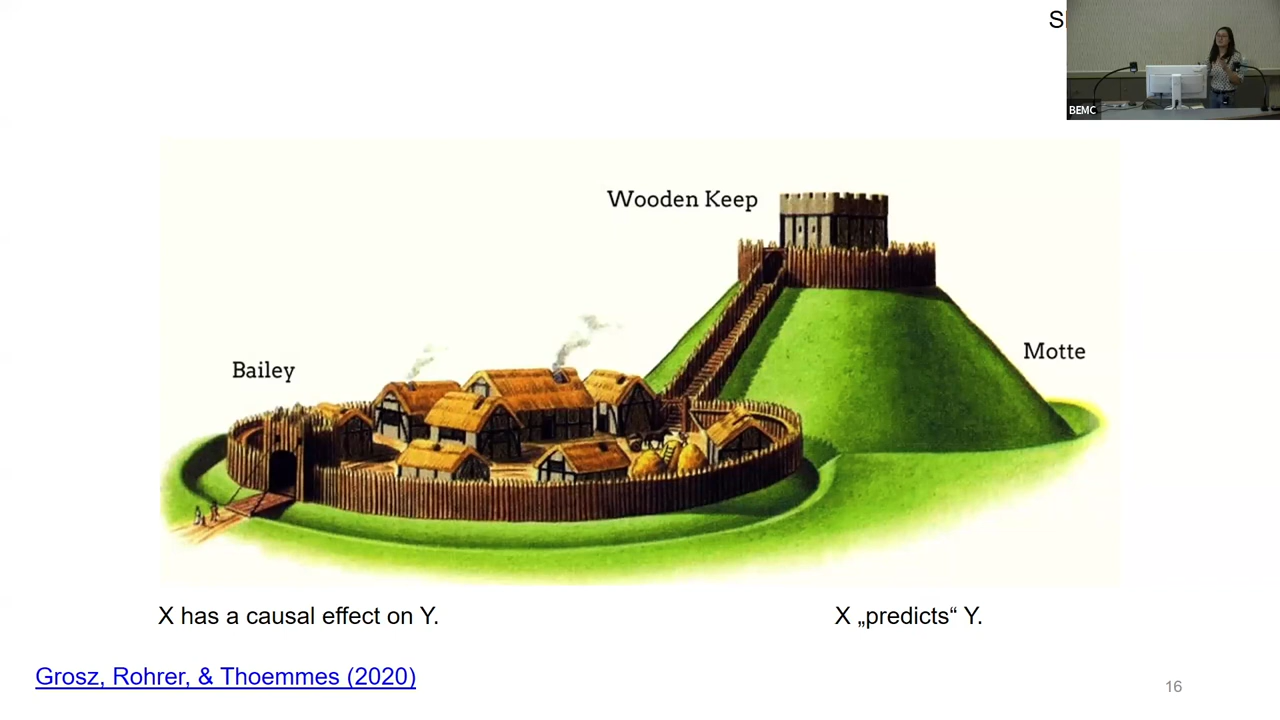 S
BEMC
Wooden Keep
Motte
Bailey
X has a causal effect on Y.
X „predicts“ Y.
Grosz, Rohrer, & Thoemmes (2020)
16